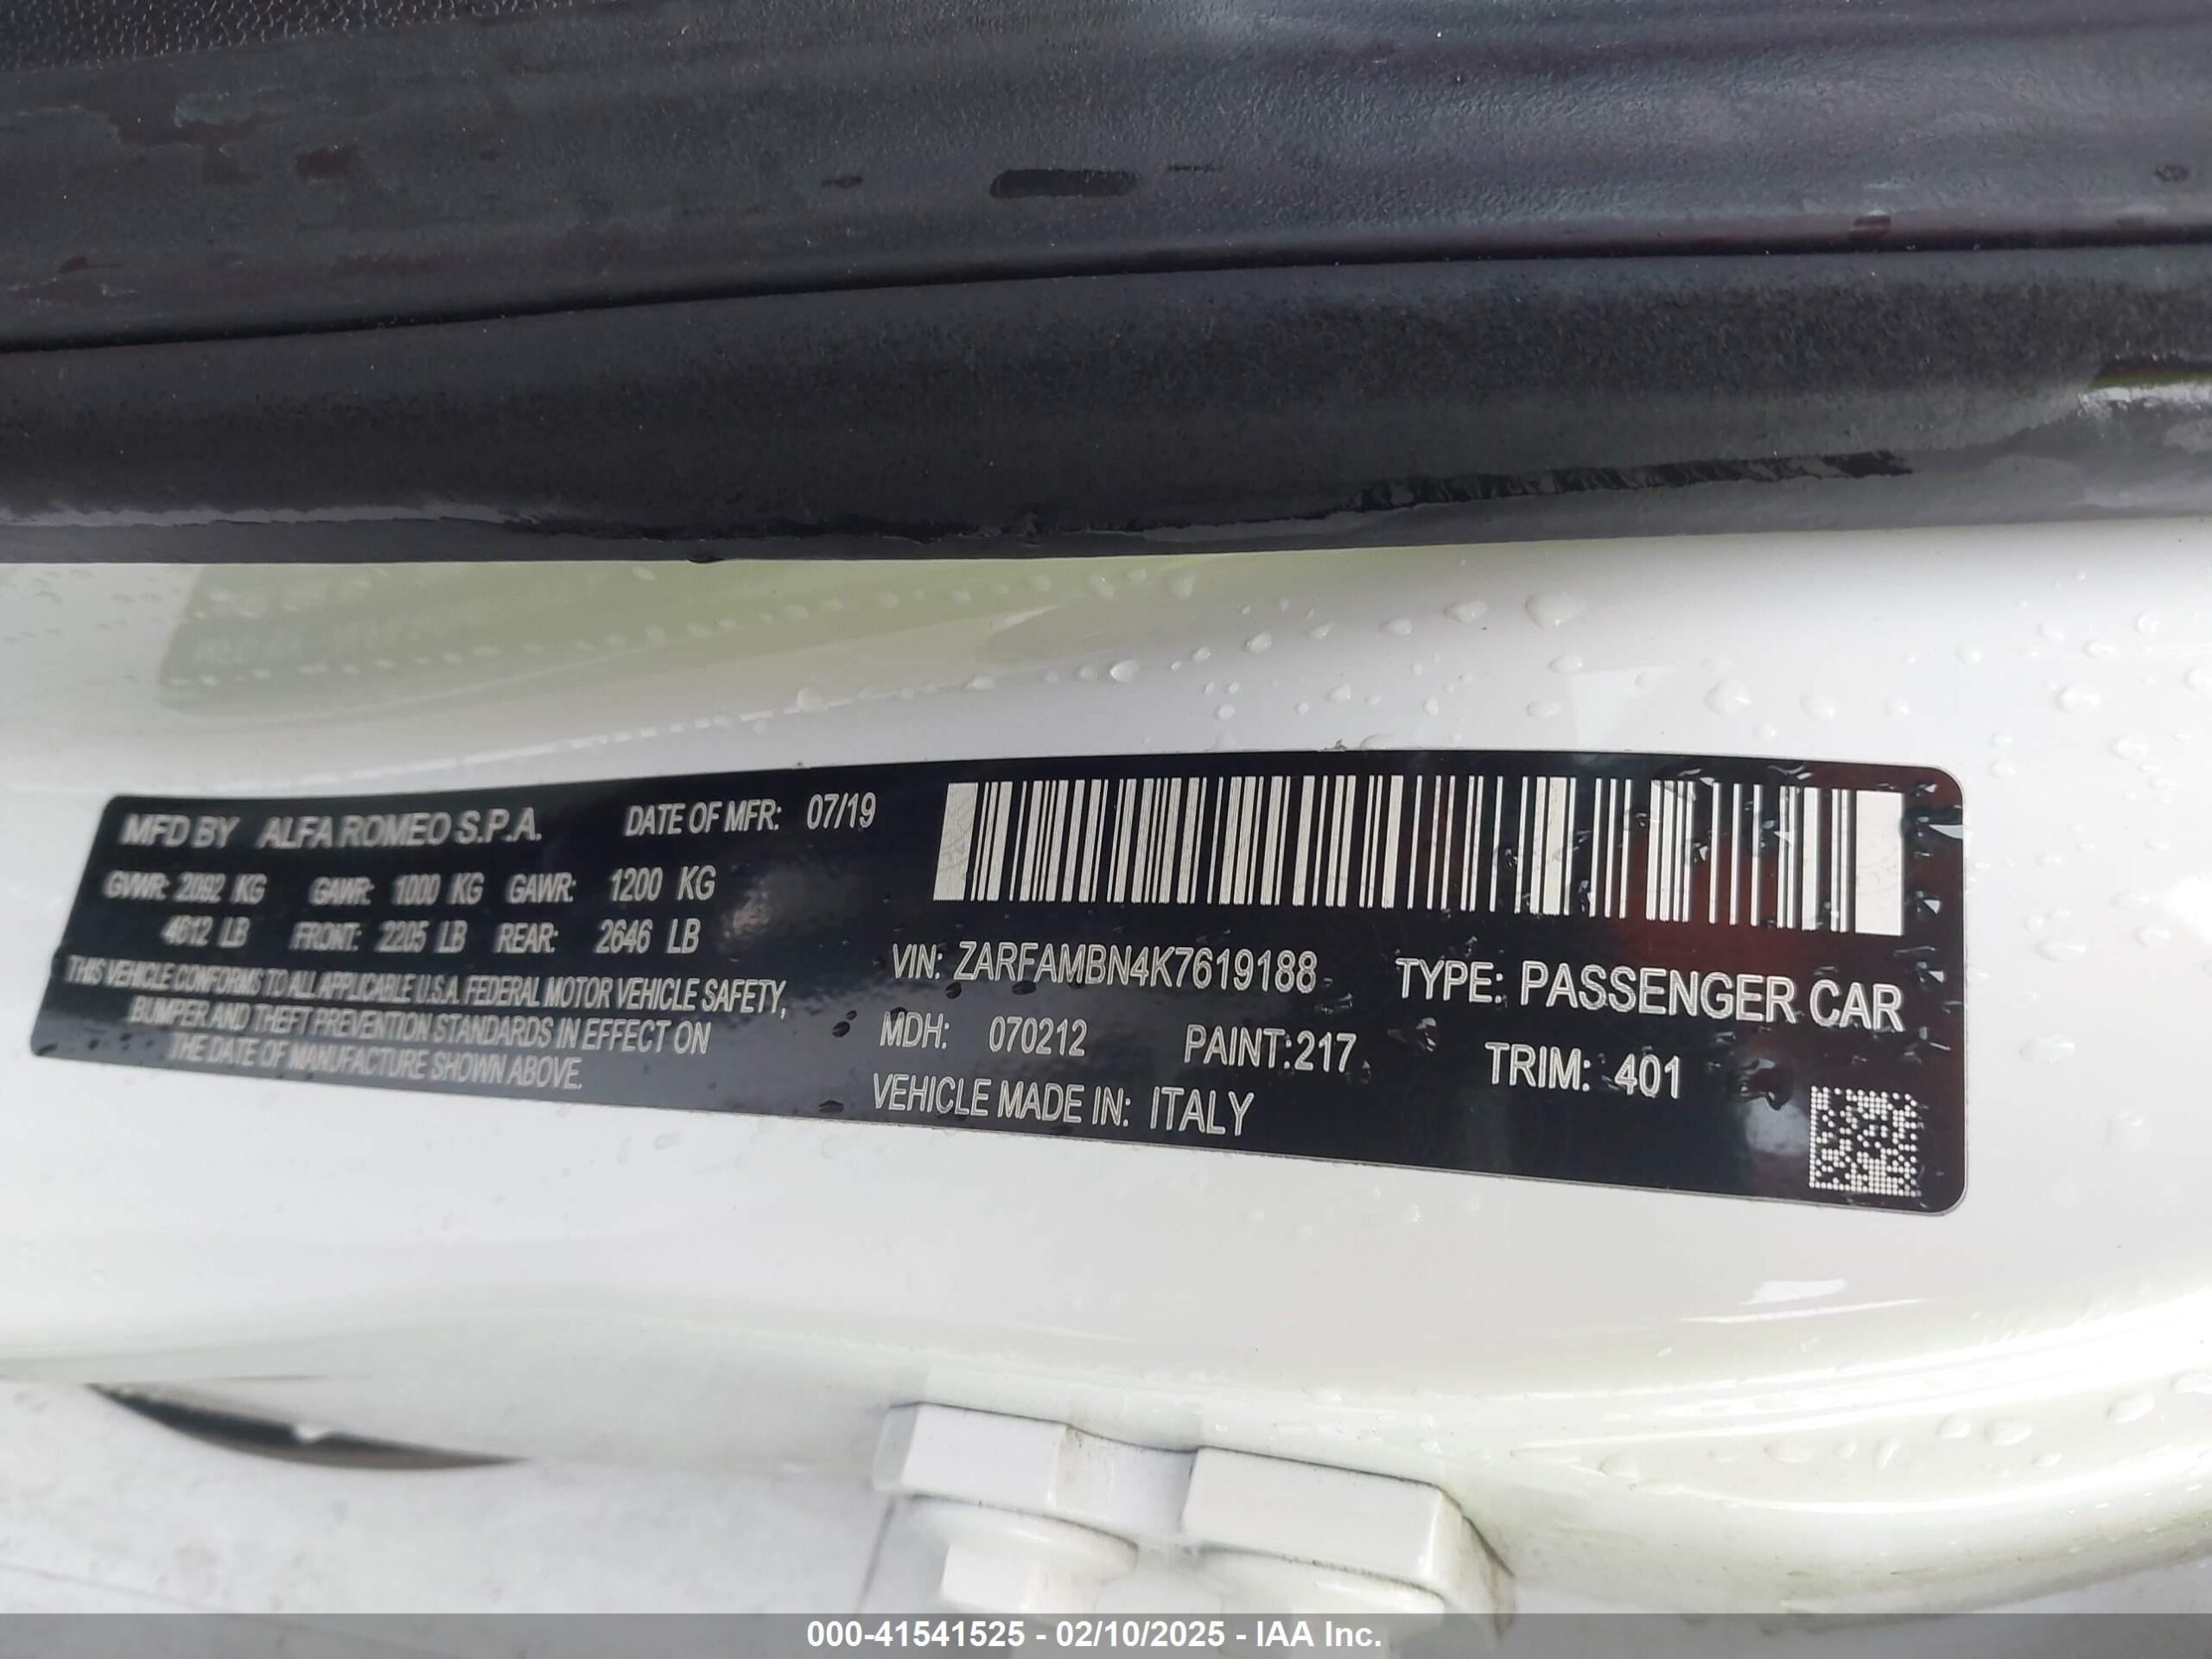 MFD BY ALFA ROMEO S.P.A. DATE OF MFR: 07/19
GVWR: 2092 KG GAWR: 1000 KG GAWR: 1200 KG
4612 LB FRONT: 2205 LB REAR: 2646 LB
THIS VEHICLE CONFORMS TO ALL APPLICABLE U.S.A. FEDERAL MOTOR VEHICLE SAFETY,
BUMPER AND THEFT PREVENTION STANDARDS IN EFFECT ON
THE DATE OF MANUFACTURE SHOWN ABOVE.
VIN: ZARFAMBN4K7619188 TYPE: PASSENGER CAR
MDH: 070212 PAINT:217 TRIM: 401
VEHICLE MADE IN: ITALY
000-41541525 - 02/10/2025 - IAA Inc.